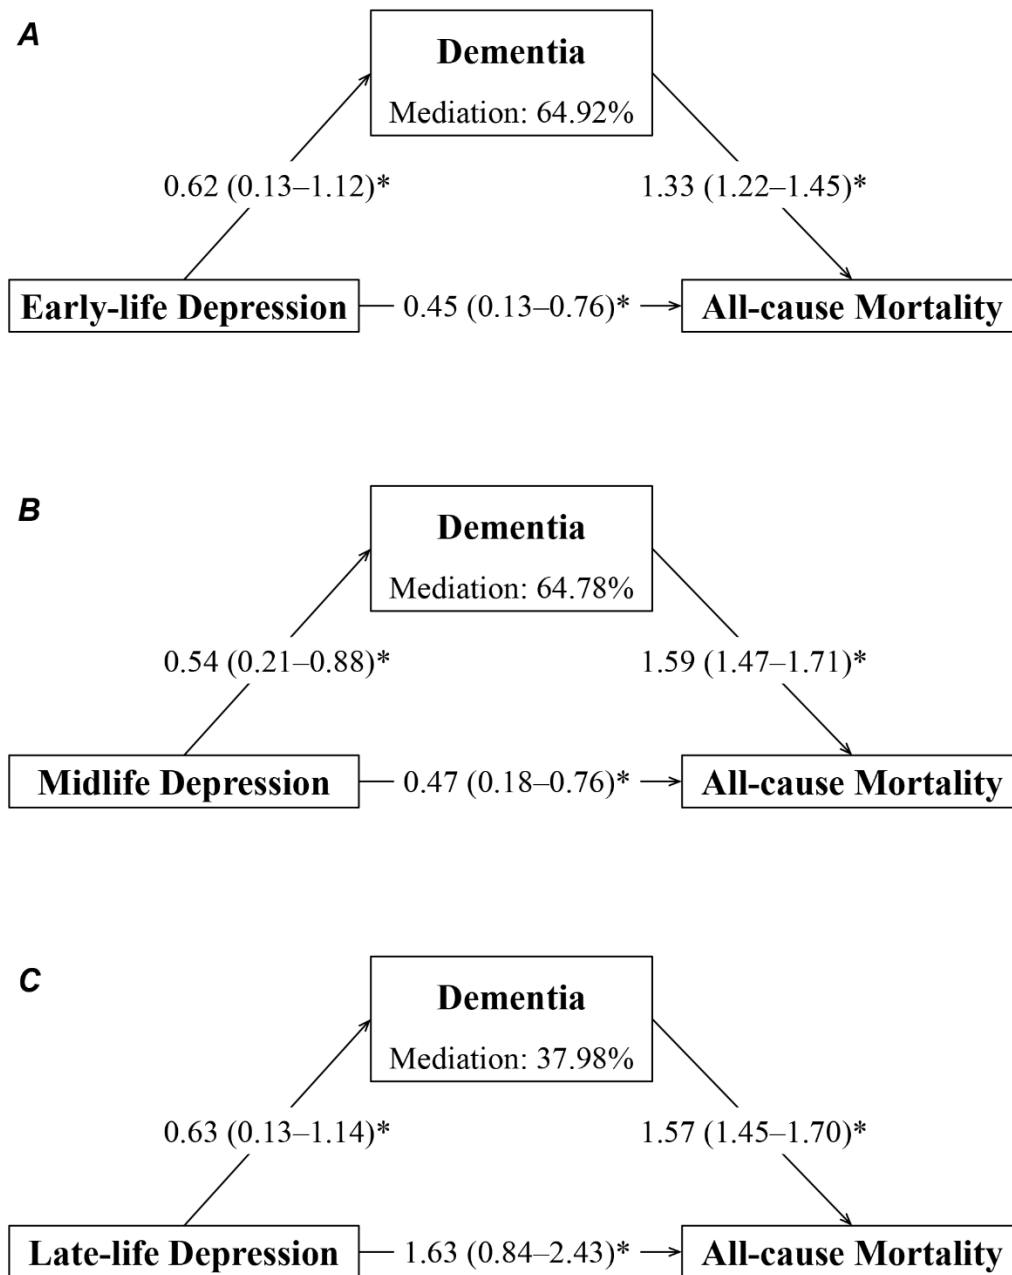 A
Dementia
Mediation: 64.92%
0.62 (0.13–1.12)*
1.33 (1.22–1.45)*
Early-life Depression
0.45 (0.13–0.76)*
All-cause Mortality
B
Dementia
Mediation: 64.78%
0.54 (0.21–0.88)*
1.59 (1.47–1.71)*
Midlife Depression
0.47 (0.18–0.76)*
All-cause Mortality
C
Dementia
Mediation: 37.98%
0.63 (0.13–1.14)*
1.57 (1.45–1.70)*
Late-life Depression
1.63 (0.84–2.43)*
All-cause Mortality